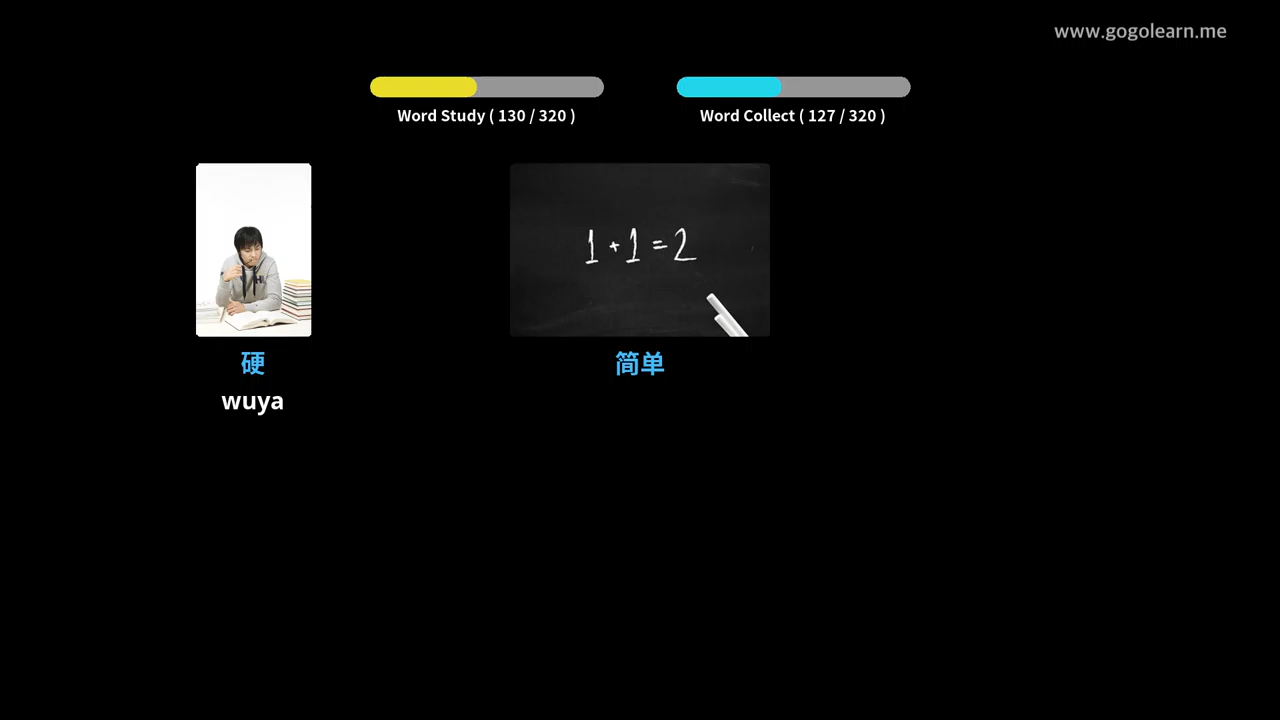 www.gogolearn.me
Word Study ( 130 / 320 )
Word Collect ( 127 / 320 )
1+1=2
硬
简单
wuya